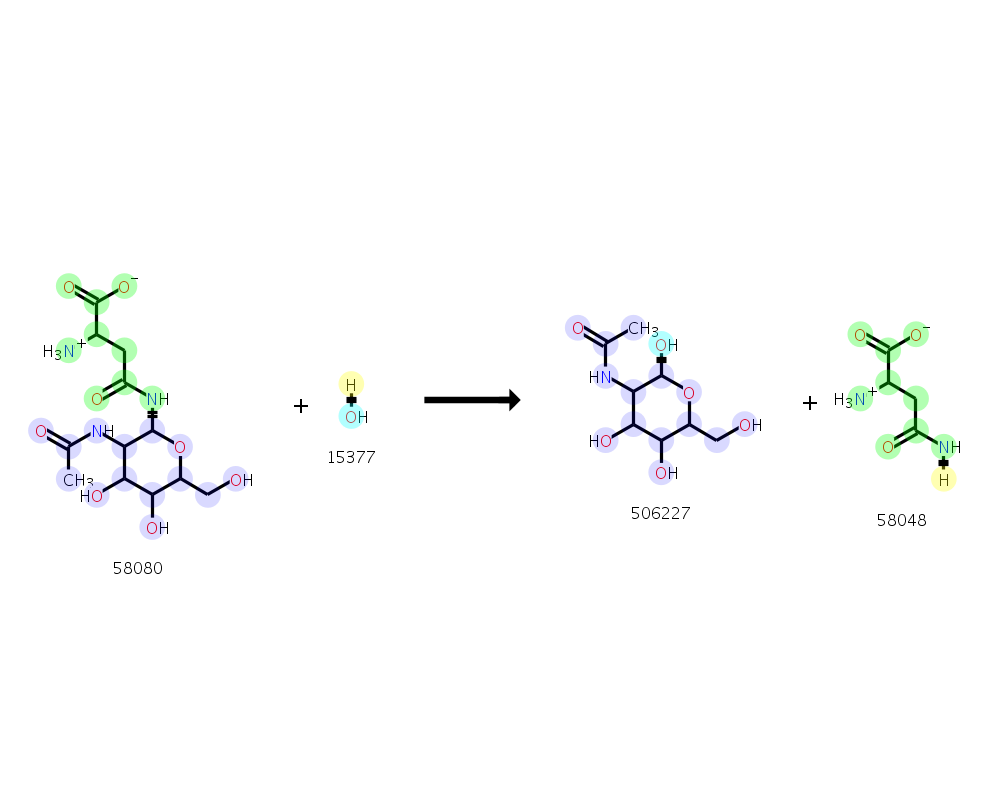 O O−
H3N+
O NH
O NH O
CH3
HO OH
OH
58080
+
H
OH
15377
O CH3
OH
HN O
HO OH
OH
506227
+
O O−
H3N+
O NH
H
58048